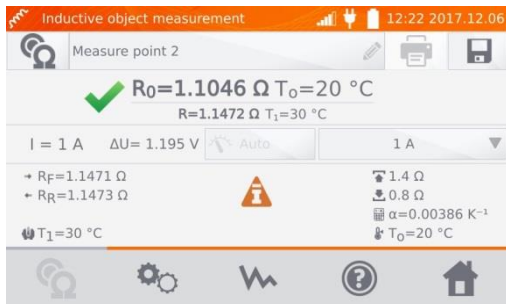 Inductive object measurement 12:22 2017.12.06
Measure point 2
R0=1.1046 Ω To=20 °C
R=1.1472 Ω T1=30 °C
I = 1 A ΔU= 1.195 V Auto 1 A
→ RF=1.1471 Ω 1.4 Ω
← RR=1.1473 Ω 0.8 Ω
α=0.00386 K⁻¹
T1=30 °C To=20 °C